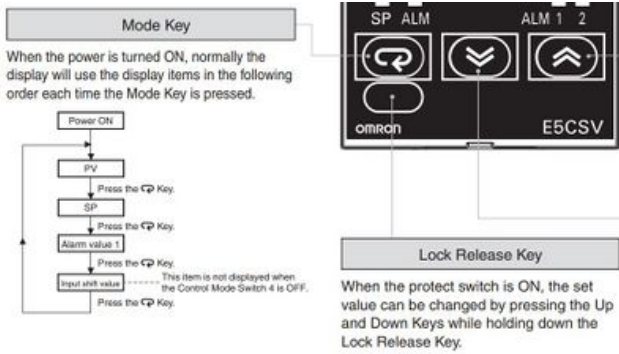 Mode Key
When the power is turned ON, normally the
display will use the display items in the following
order each time the Mode Key is pressed.
Power ON
PV
Press the Key.
SP
Press the Key.
Alarm value 1
Press the Key.
Input shift value
This item is not displayed when
the Control Mode Switch 4 is OFF.
Press the Key.
SP ALM
ALM 1 2
OMRON
E5CSV
Lock Release Key
When the protect switch is ON, the set
value can be changed by pressing the Up
and Down Keys while holding down the
Lock Release Key.